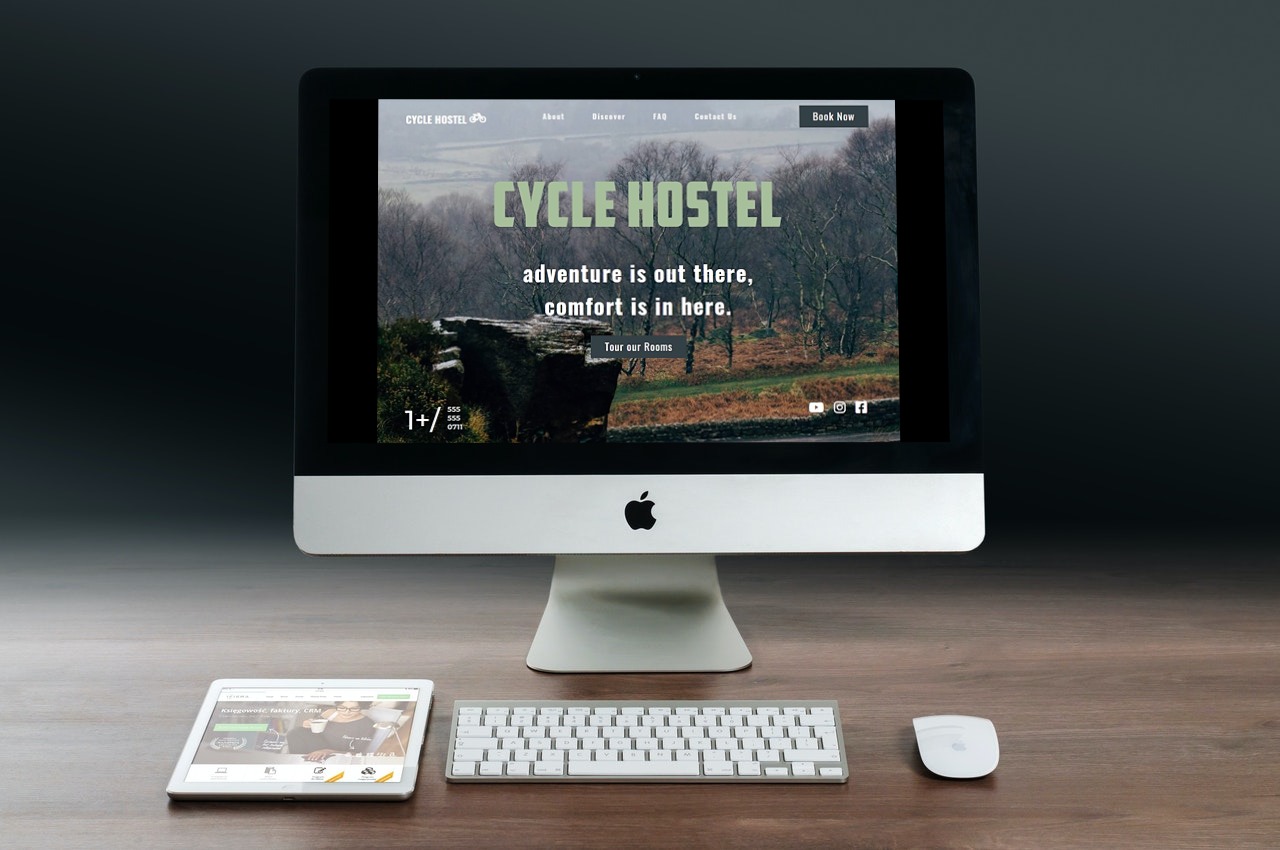 CYCLE HOSTEL
About Discover FAQ Contact Us
Book Now
CYCLE HOSTEL
adventure is out there,
comfort is in here.
Tour our Rooms
1+/
555
555
0711
Księgowość, faktury, CRM